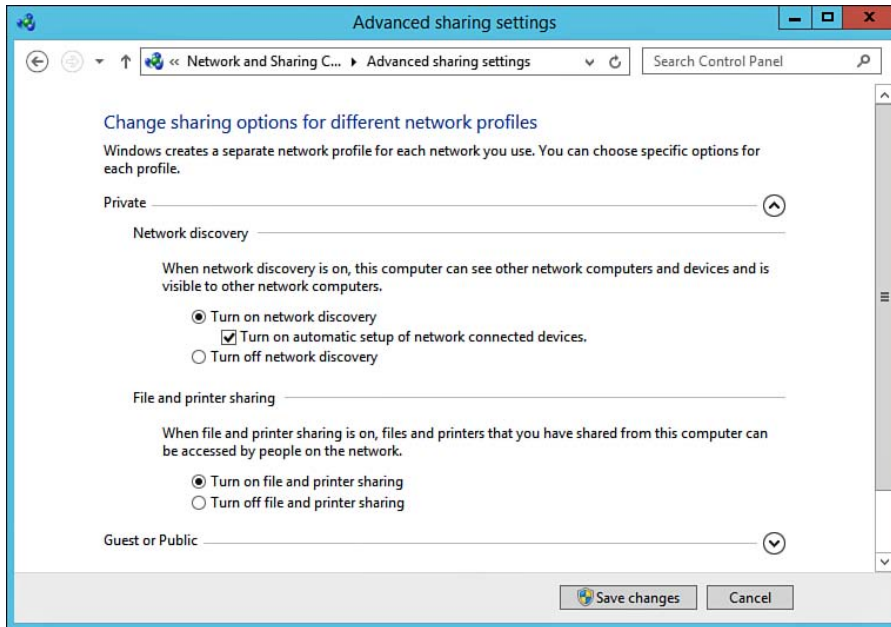 Advanced sharing settings
« Network and Sharing C... ▸ Advanced sharing settings
Search Control Panel
Change sharing options for different network profiles
Windows creates a separate network profile for each network you use. You can choose specific options for
each profile.
Private
Network discovery
When network discovery is on, this computer can see other network computers and devices and is
visible to other network computers.
Turn on network discovery
Turn on automatic setup of network connected devices.
Turn off network discovery
File and printer sharing
When file and printer sharing is on, files and printers that you have shared from this computer can
be accessed by people on the network.
Turn on file and printer sharing
Turn off file and printer sharing
Guest or Public
Save changes
Cancel